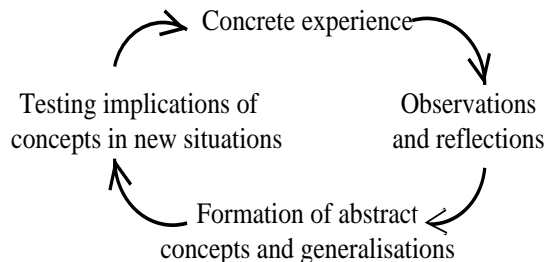 Concrete experience
Observations
and reflections
Formation of abstract
concepts and generalisations
Testing implications of
concepts in new situations